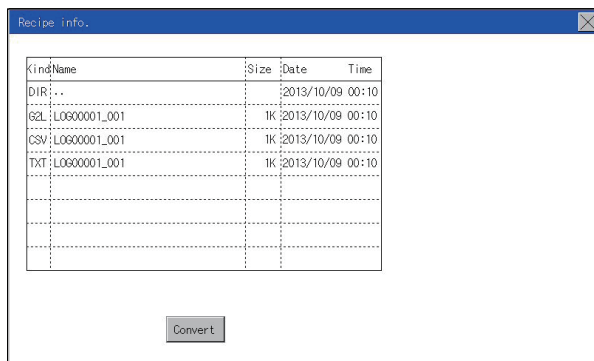 Recipe info.
Kind Name Size Date Time
DIR .. 2013/10/09 00:10
G2L LOG00001_001 1K 2013/10/09 00:10
CSV LOG00001_001 1K 2013/10/09 00:10
TXT LOG00001_001 1K 2013/10/09 00:10
Convert